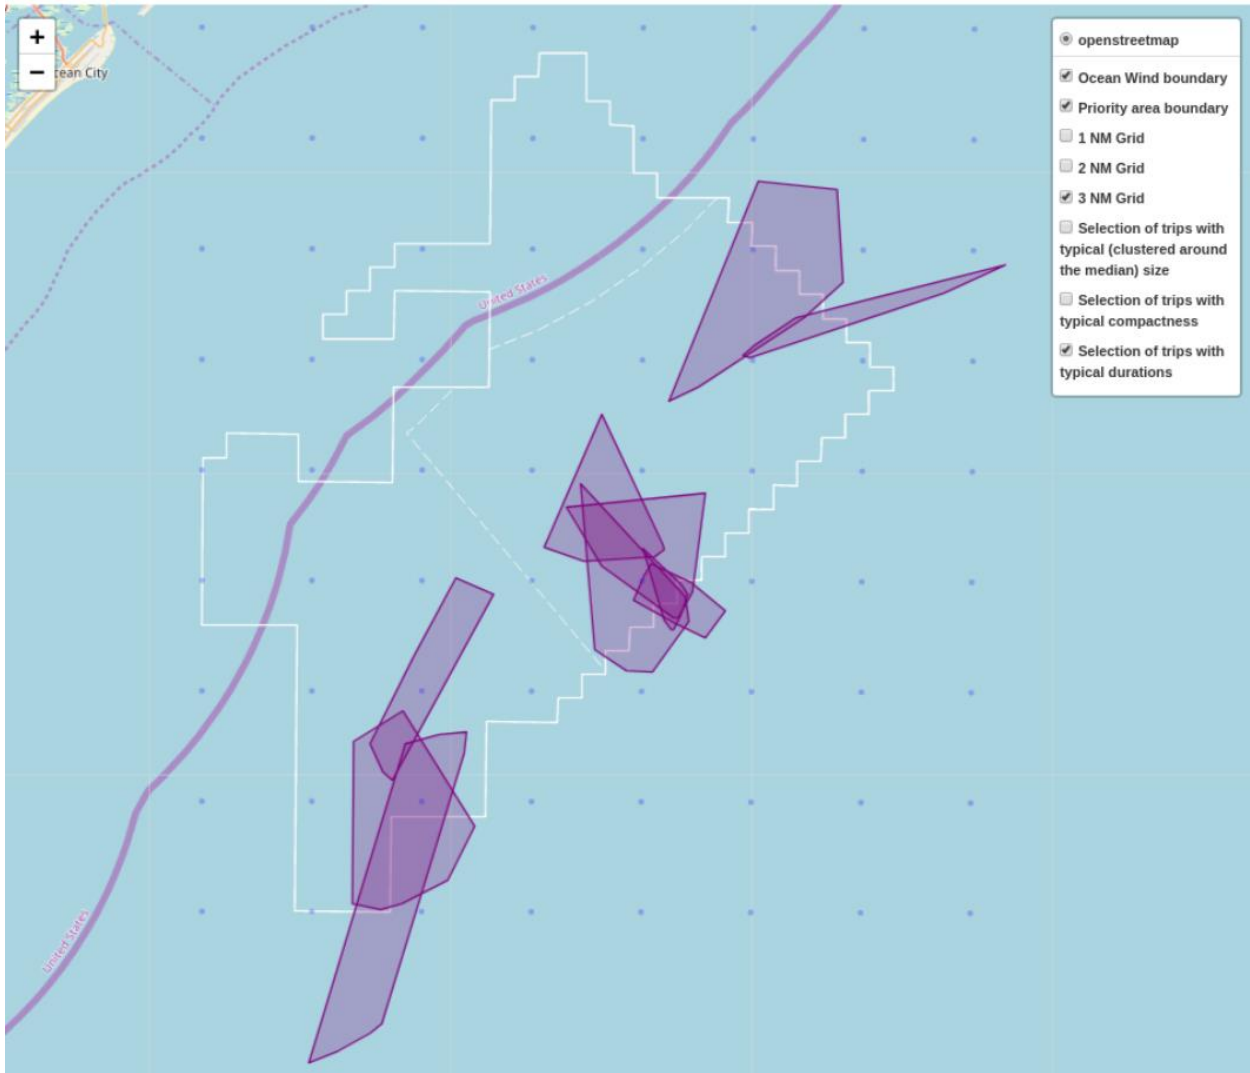 +
−
cean City
United States
United States
openstreetmap
Ocean Wind boundary
Priority area boundary
1 NM Grid
2 NM Grid
3 NM Grid
Selection of trips with
typical (clustered around
the median) size
Selection of trips with
typical compactness
Selection of trips with
typical durations